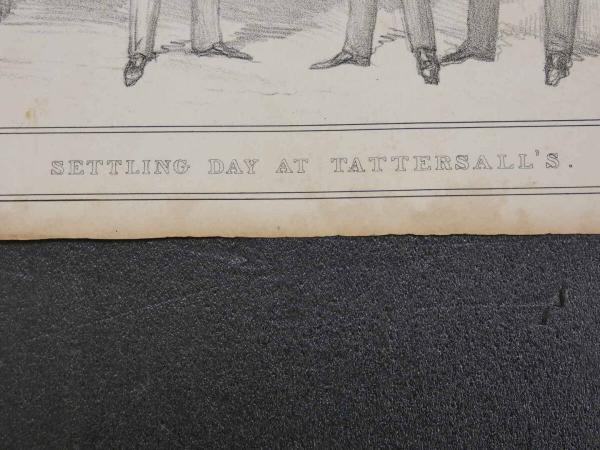 SETTLING DAY AT TATTERSALL'S.